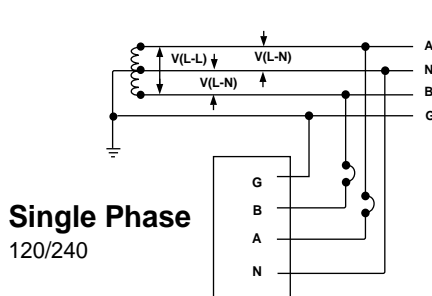 A
V(L-L)
V(L-N)
N
V(L-N)
B
G
G
B
A
N
Single Phase
120/240